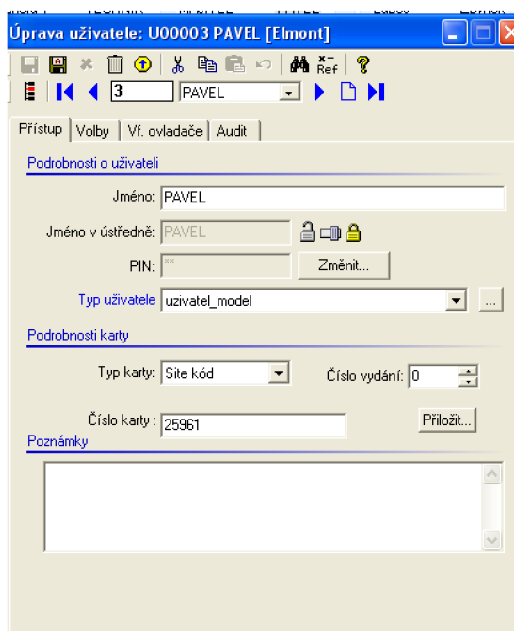 Úprava uživatele: U00003 PAVEL [Elmont]
x- Ref ?
3 PAVEL
Přístup Volby Vf. ovladače Audit
Podrobnosti o uživateli
Jméno: PAVEL
Jméno v ústředně: PAVEL
PIN: ** Změnit...
Typ uživatele uzivatel_model ...
Podrobnosti karty
Typ karty: Site kód Číslo vydání: 0
Číslo karty : 25961 Přiložit...
Poznámky